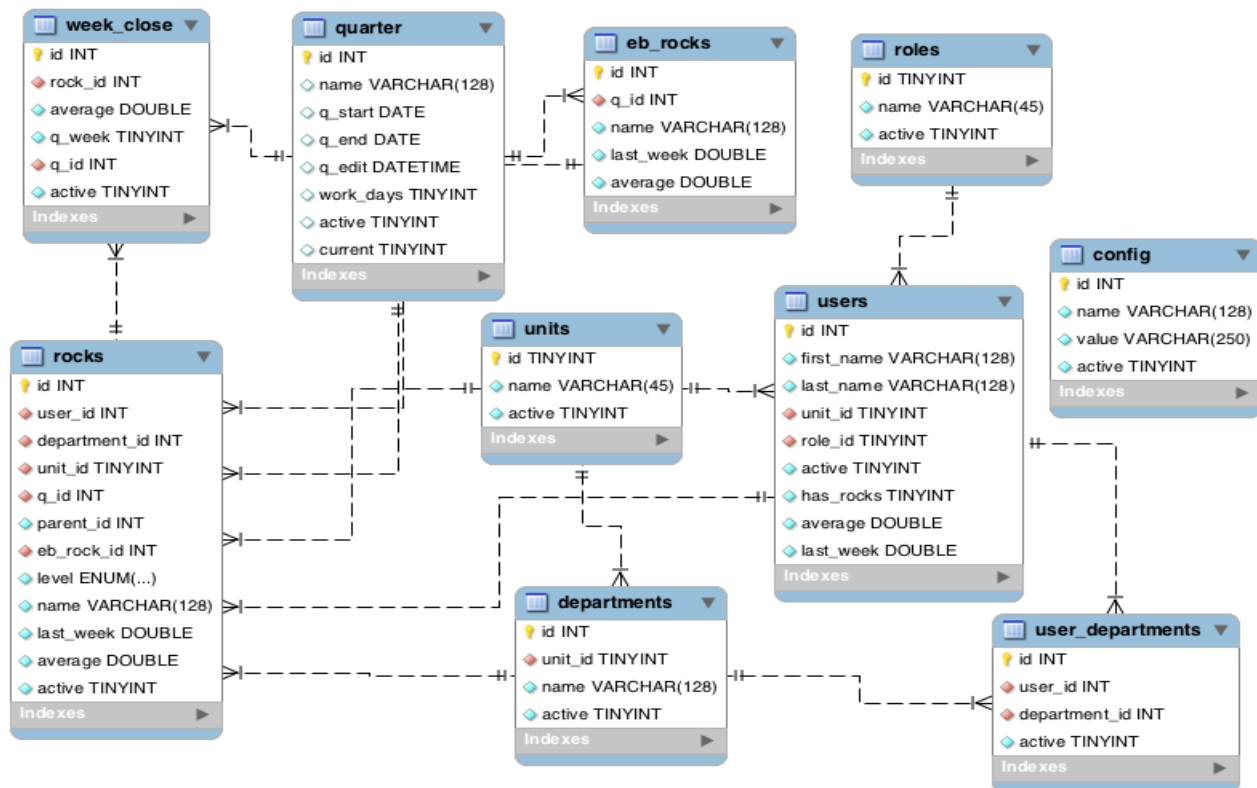 week_close
id INT
rock_id INT
average DOUBLE
q_week TINYINT
q_id INT
active TINYINT
Indexes
quarter
id INT
name VARCHAR(128)
q_start DATE
q_end DATE
q_edit DATETIME
work_days TINYINT
active TINYINT
current TINYINT
Indexes
eb_rocks
id INT
q_id INT
name VARCHAR(128)
last_week DOUBLE
average DOUBLE
Indexes
roles
id TINYINT
name VARCHAR(45)
active TINYINT
Indexes
config
id INT
name VARCHAR(128)
value VARCHAR(250)
active TINYINT
Indexes
users
id INT
first_name VARCHAR(128)
last_name VARCHAR(128)
unit_id TINYINT
role_id TINYINT
active TINYINT
has_rocks TINYINT
average DOUBLE
last_week DOUBLE
Indexes
units
id TINYINT
name VARCHAR(45)
active TINYINT
Indexes
rocks
id INT
user_id INT
department_id INT
unit_id TINYINT
q_id INT
parent_id INT
eb_rock_id INT
level ENUM(...)
name VARCHAR(128)
last_week DOUBLE
average DOUBLE
active TINYINT
Indexes
departments
id INT
unit_id TINYINT
name VARCHAR(128)
active TINYINT
Indexes
user_departments
id INT
user_id INT
department_id INT
active TINYINT
Indexes